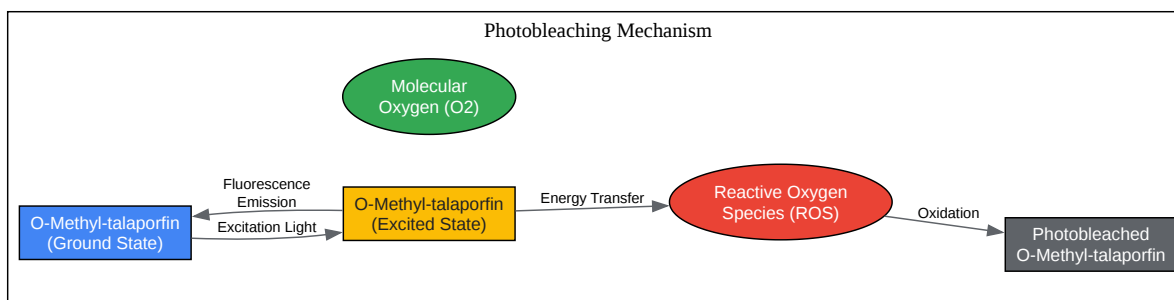 Photobleaching Mechanism
Molecular
Oxygen (O2)
Fluorescence
Emission
Excitation Light
O-Methyl-talaporfin
(Ground State)
O-Methyl-talaporfin
(Excited State)
Energy Transfer
Reactive Oxygen
Species (ROS)
Oxidation
Photobleached
O-Methyl-talaporfin